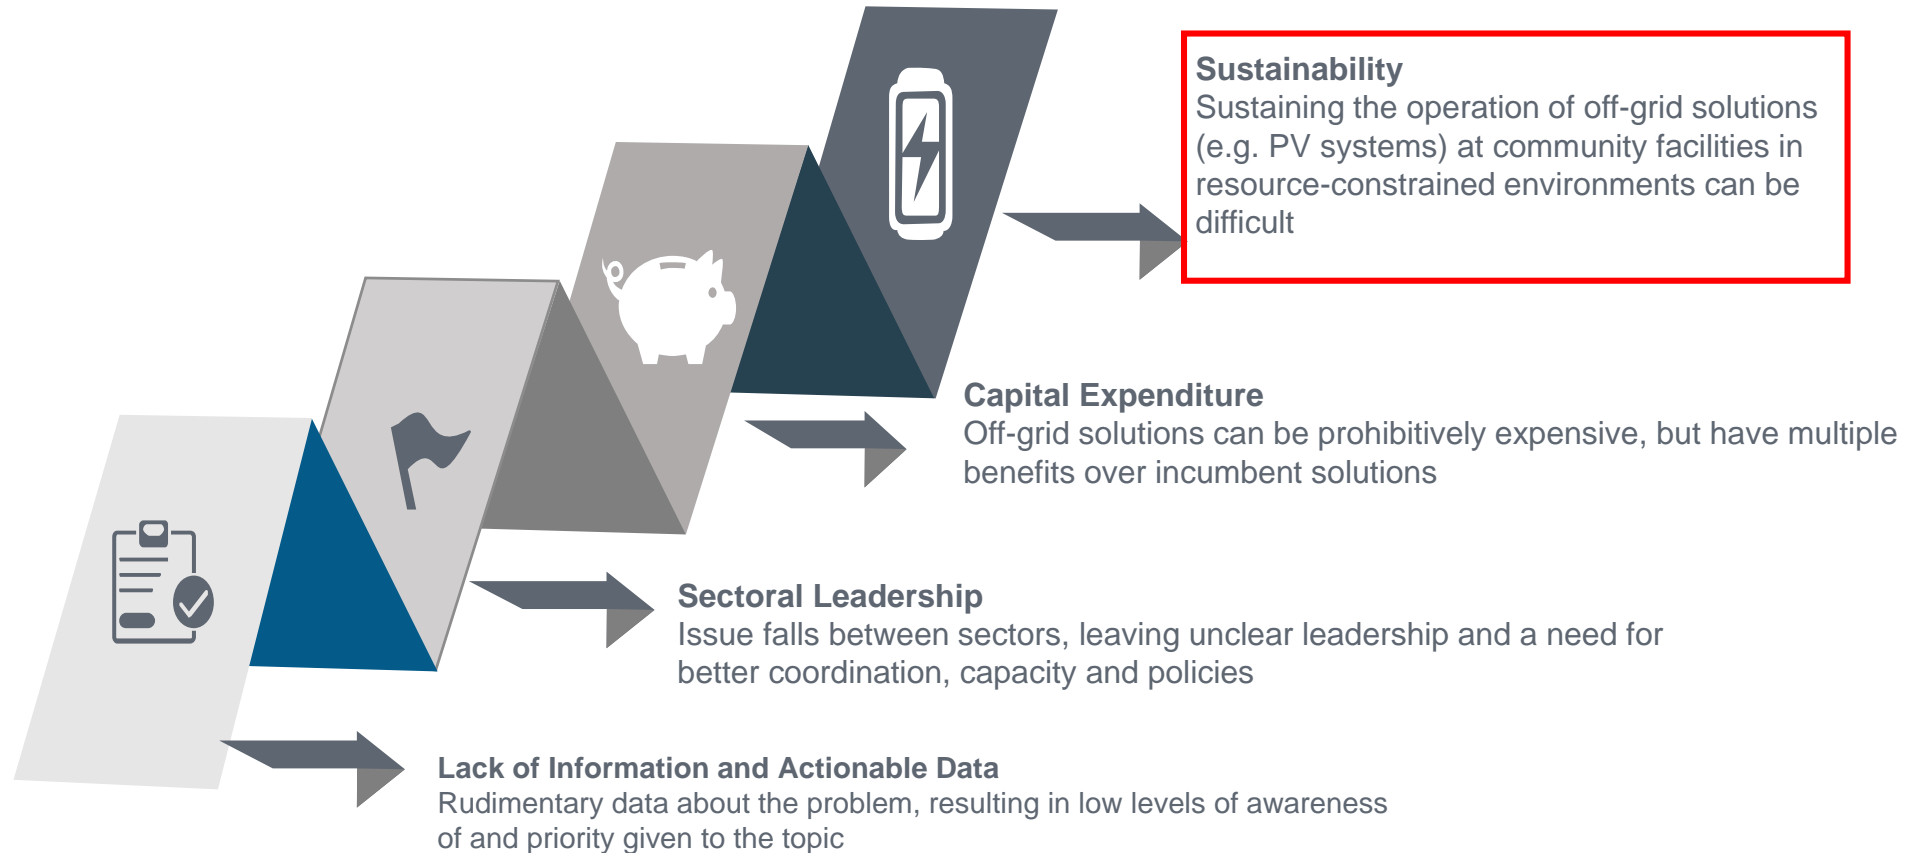 Sustainability
Sustaining the operation of off-grid solutions
(e.g. PV systems) at community facilities in
resource-constrained environments can be
difficult
Capital Expenditure
Off-grid solutions can be prohibitively expensive, but have multiple
benefits over incumbent solutions
Sectoral Leadership
Issue falls between sectors, leaving unclear leadership and a need for
better coordination, capacity and policies
Lack of Information and Actionable Data
Rudimentary data about the problem, resulting in low levels of awareness
of and priority given to the topic